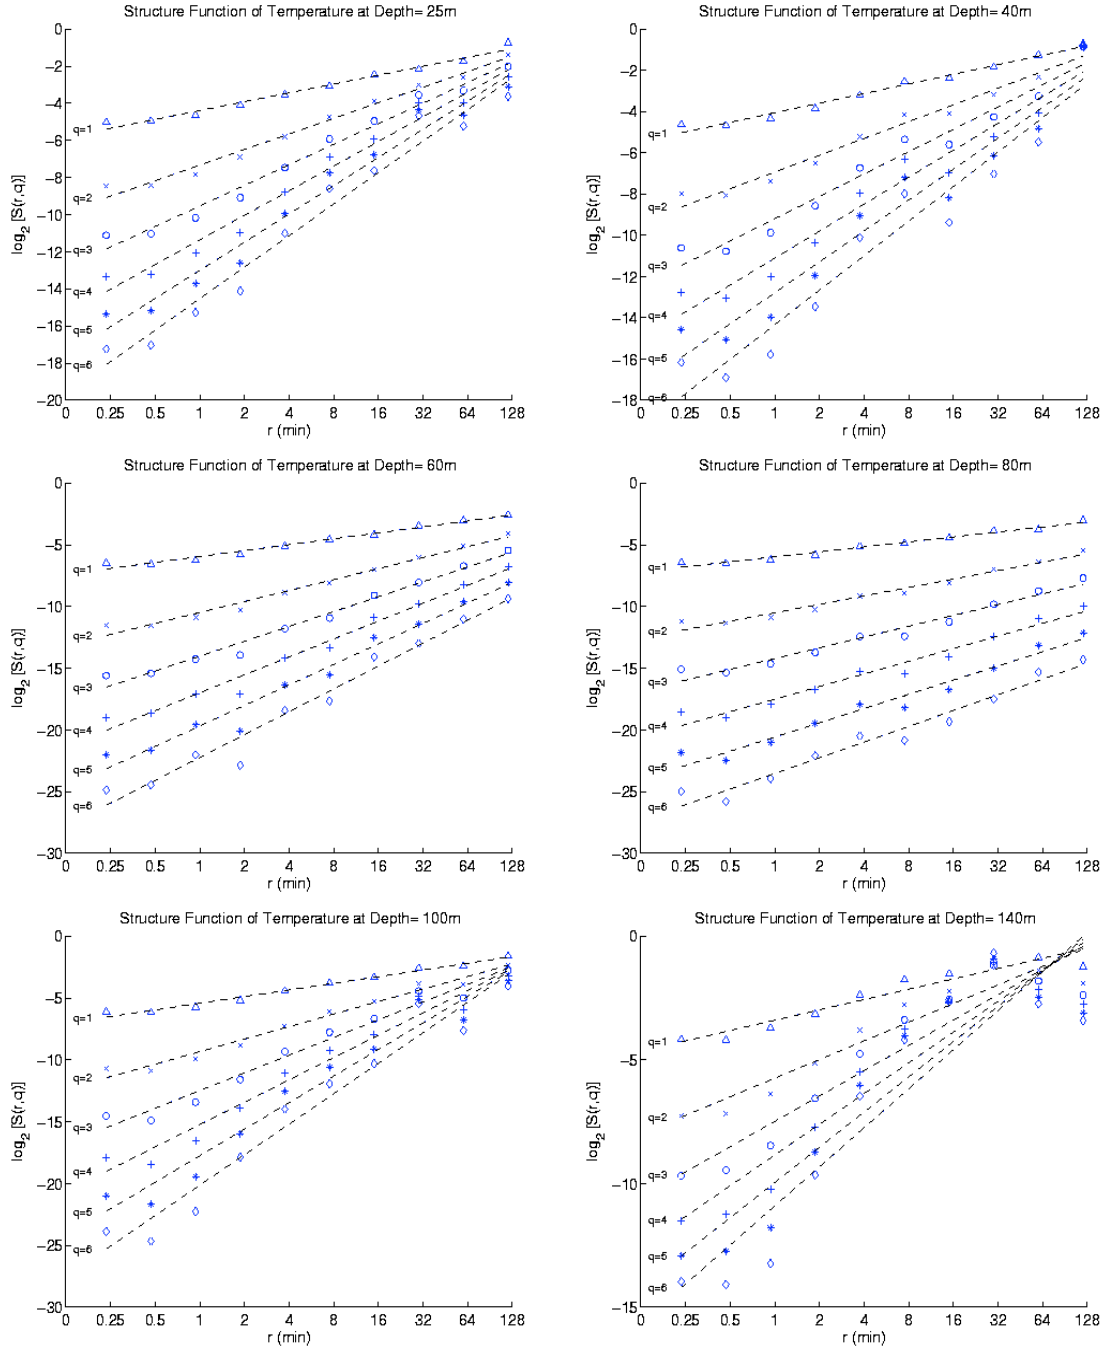 Structure Function of Temperature at Depth= 25m
0
−2
−4
−6
−8
−10
−12
−14
−16
−18
−20
log2 [S(r,q)]
q=1
q=2
q=3
q=4
q=5
q=6
0 0.25 0.5 1 2 4 8 16 32 64 128
r (min)
Structure Function of Temperature at Depth= 40m
0
−2
−4
−6
−8
−10
−12
−14
−16
−18
log2 [S(r,q)]
q=1
q=2
q=3
q=4
q=5
q=6
0 0.25 0.5 1 2 4 8 16 32 64 128
r (min)
Structure Function of Temperature at Depth= 60m
0
−5
−10
−15
−20
−25
−30
log2 [S(r,q)]
q=1
q=2
q=3
q=4
q=5
q=6
0 0.25 0.5 1 2 4 8 16 32 64 128
r (min)
Structure Function of Temperature at Depth= 80m
0
−5
−10
−15
−20
−25
−30
log2 [S(r,q)]
q=1
q=2
q=3
q=4
q=5
q=6
0 0.25 0.5 1 2 4 8 16 32 64 128
r (min)
Structure Function of Temperature at Depth= 100m
0
−5
−10
−15
−20
−25
−30
log2 [S(r,q)]
q=1
q=2
q=3
q=4
q=5
q=6
0 0.25 0.5 1 2 4 8 16 32 64 128
r (min)
Structure Function of Temperature at Depth= 140m
0
−5
−10
−15
log2 [S(r,q)]
q=1
q=2
q=3
q=4
q=5
q=6
0 0.25 0.5 1 2 4 8 16 32 64 128
r (min)